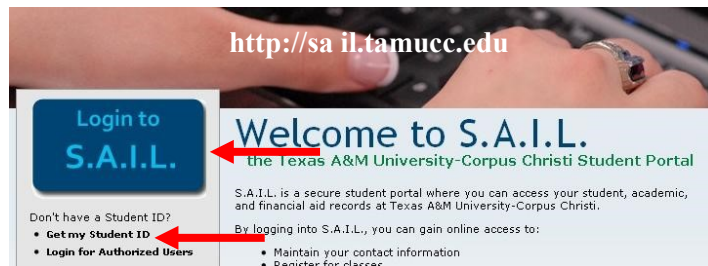 http://sa il.tamucc.edu
Login to
S.A.I.L.
Don't have a Student ID?
• Get my Student ID
• Login for Authorized Users
Welcome to S.A.I.L.
the Texas A&M University-Corpus Christi Student Portal
S.A.I.L. is a secure student portal where you can access your student, academic,
and financial aid records at Texas A&M University-Corpus Christi.
By logging into S.A.I.L., you can gain online access to:
• Maintain your contact information
• Register for classes